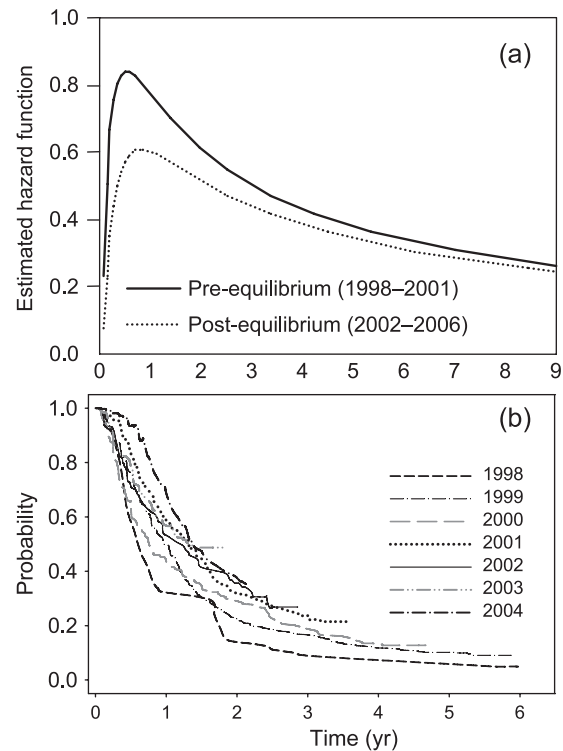 (a)
Estimated hazard function
1.0
0.8
0.6
0.4
0.2
0.0
Pre-equilibrium (1998–2001)
Post-equilibrium (2002–2006)
0 1 2 3 4 5 6 7 8 9
(b)
Probability
1.0
0.8
0.6
0.4
0.2
0.0
1998
1999
2000
2001
2002
2003
2004
0 1 2 3 4 5 6
Time (yr)